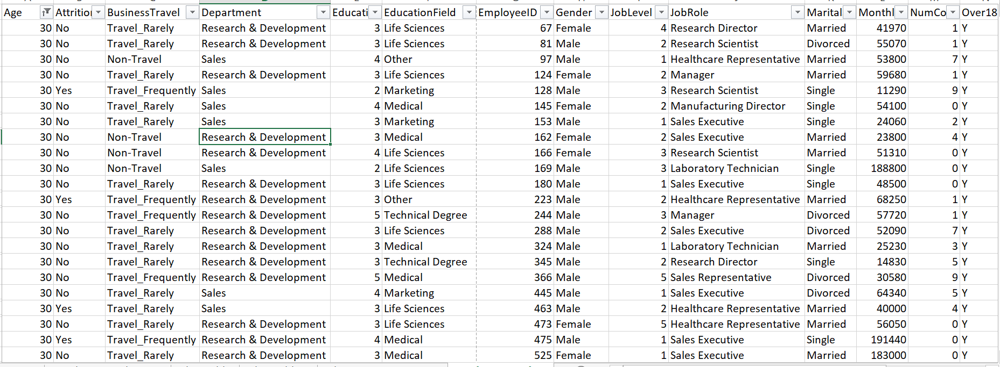 Age Attrition BusinessTravel Department Educati EducationField EmployeeID Gender JobLevel JobRole Marital Monthl NumCo Over18
30 No Travel_Rarely Research & Development 3 Life Sciences 67 Female 4 Research Director Married 41970 1 Y
30 No Travel_Rarely Research & Development 3 Life Sciences 81 Male 2 Research Scientist Divorced 55070 1 Y
30 No Non-Travel Sales 4 Other 97 Male 1 Healthcare Representative Married 53800 7 Y
30 No Travel_Rarely Research & Development 3 Life Sciences 124 Female 2 Manager Married 59680 1 Y
30 Yes Travel_Frequently Sales 2 Marketing 128 Male 3 Research Scientist Single 11290 9 Y
30 No Travel_Rarely Sales 4 Medical 145 Female 2 Manufacturing Director Single 54100 0 Y
30 No Travel_Rarely Sales 3 Marketing 153 Male 1 Sales Executive Single 24060 2 Y
30 No Non-Travel Research & Development 3 Medical 162 Female 2 Sales Executive Married 23800 4 Y
30 No Non-Travel Research & Development 4 Life Sciences 166 Female 3 Research Scientist Married 51310 0 Y
30 No Non-Travel Sales 2 Life Sciences 169 Male 3 Laboratory Technician Single 188800 0 Y
30 No Travel_Rarely Research & Development 3 Life Sciences 180 Male 1 Sales Executive Single 48500 0 Y
30 Yes Travel_Frequently Research & Development 3 Other 223 Male 2 Healthcare Representative Married 68250 1 Y
30 No Travel_Frequently Research & Development 5 Technical Degree 244 Male 3 Manager Divorced 57720 1 Y
30 No Travel_Rarely Research & Development 3 Life Sciences 288 Male 2 Sales Executive Divorced 52090 7 Y
30 No Travel_Rarely Research & Development 3 Medical 324 Male 1 Laboratory Technician Married 25230 3 Y
30 No Travel_Rarely Research & Development 3 Technical Degree 345 Male 2 Research Director Single 14830 5 Y
30 No Travel_Frequently Research & Development 5 Medical 366 Male 5 Sales Representative Divorced 30580 9 Y
30 No Travel_Rarely Sales 4 Marketing 445 Male 1 Sales Executive Divorced 64340 5 Y
30 Yes Travel_Rarely Sales 3 Life Sciences 463 Male 2 Healthcare Representative Married 40000 4 Y
30 No Travel_Rarely Research & Development 3 Life Sciences 473 Female 5 Healthcare Representative Married 56050 0 Y
30 Yes Travel_Frequently Research & Development 4 Medical 475 Male 1 Sales Executive Single 191440 0 Y
30 No Travel_Rarely Research & Development 3 Medical 525 Female 1 Sales Executive Married 183000 0 Y